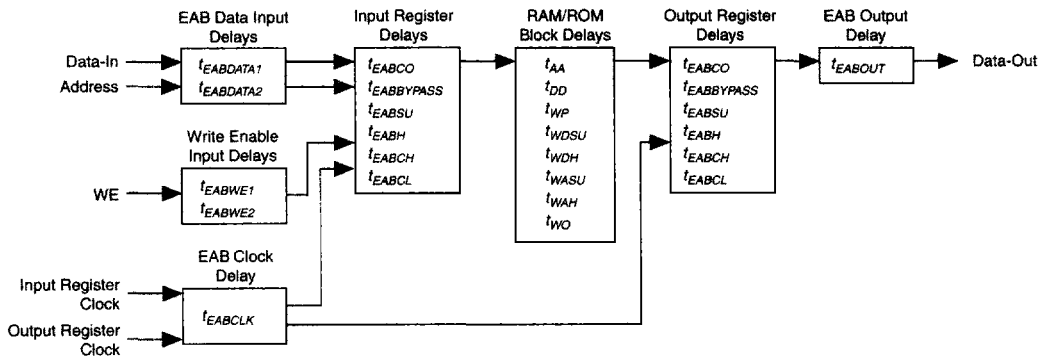 EAB Data Input
Delays
Input Register
Delays
RAM/ROM
Block Delays
Output Register
Delays
EAB Output
Delay
Data-In
Address
tEABDATA1
tEABDATA2
tEABCO
tEABBYPASS
tEABSU
tEABH
tEABCH
tEABCL
tAA
tDD
tWP
tWDSU
tWDH
tWASU
tWAH
tWO
tEABCO
tEABBYPASS
tEABSU
tEABH
tEABCH
tEABCL
tEABOUT
Data-Out
Write Enable
Input Delays
WE
tEABWE1
tEABWE2
EAB Clock
Delay
Input Register
Clock
tEABCLK
Output Register
Clock